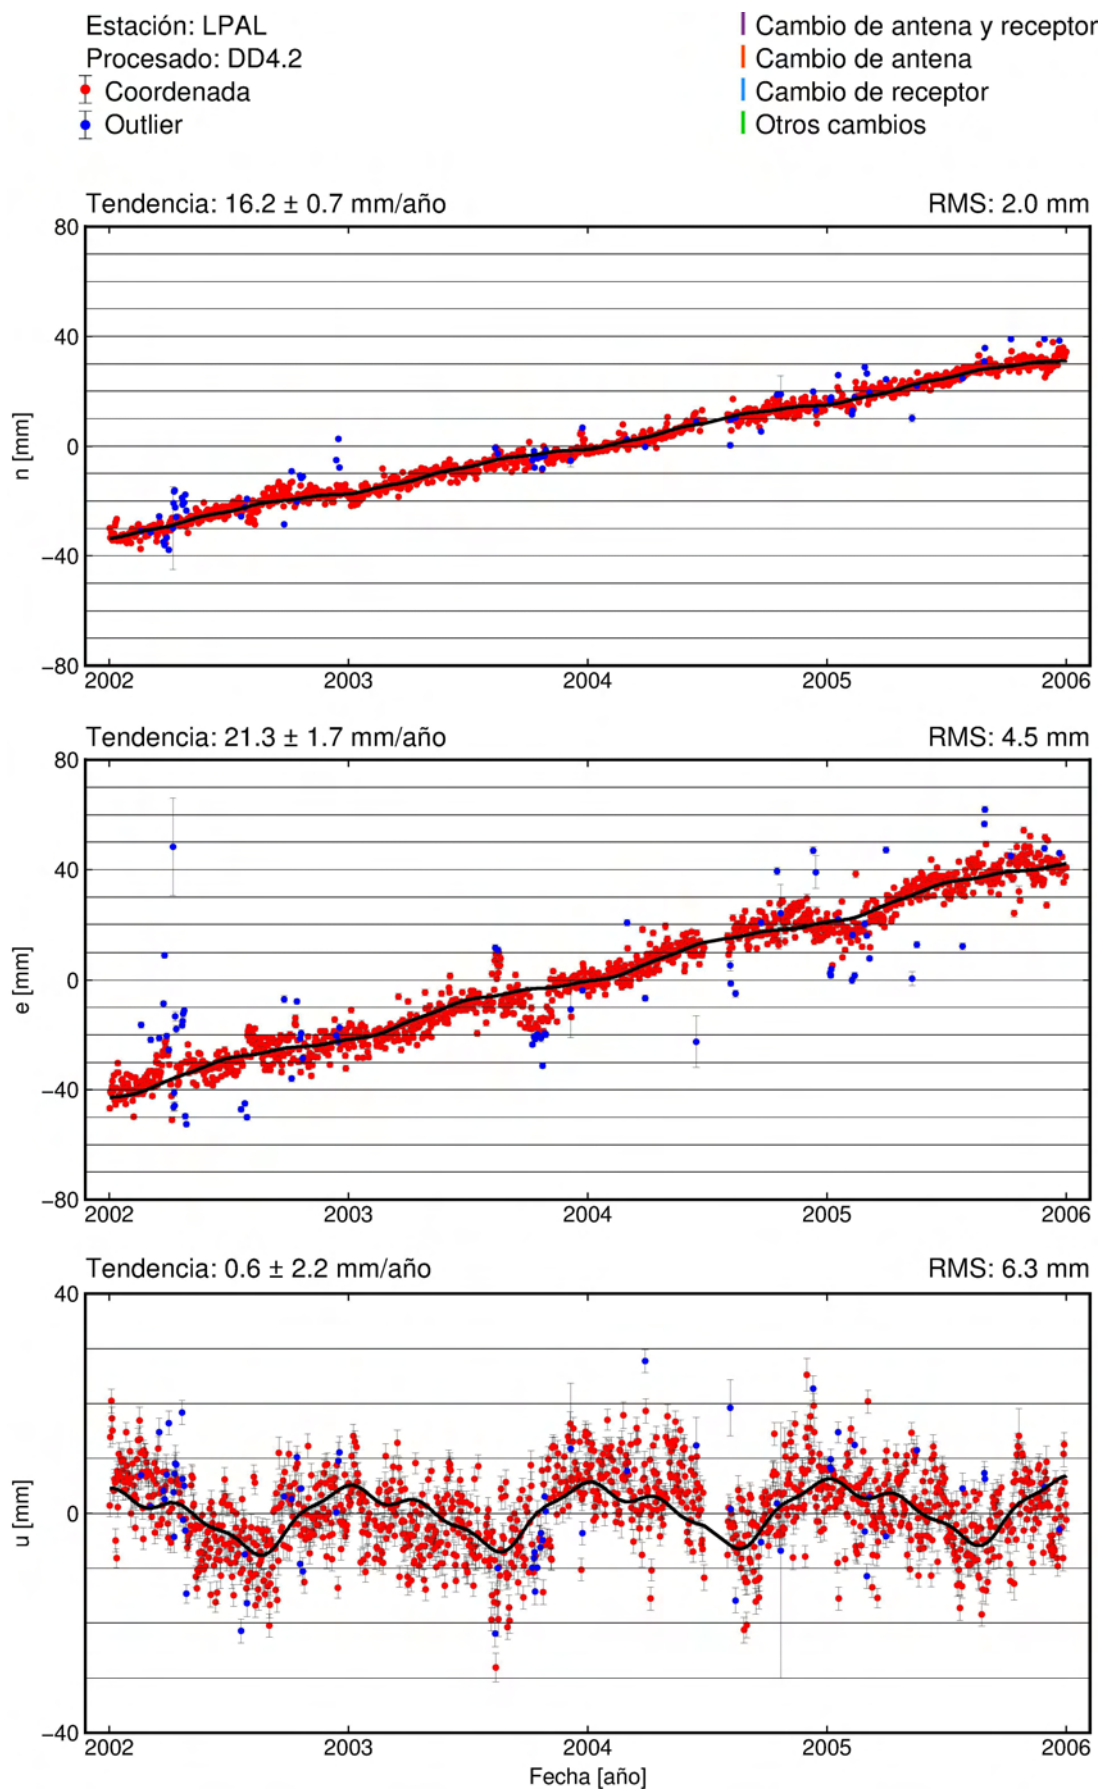 Estación: LPAL
Procesado: DD4.2
Coordenada
Outlier
Cambio de antena y receptor
Cambio de antena
Cambio de receptor
Otros cambios
Tendencia: 16.2 ± 0.7 mm/año RMS: 2.0 mm
80
40
0
−40
−80
n [mm]
2002 2003 2004 2005 2006
Tendencia: 21.3 ± 1.7 mm/año RMS: 4.5 mm
80
40
0
−40
−80
e [mm]
2002 2003 2004 2005 2006
Tendencia: 0.6 ± 2.2 mm/año RMS: 6.3 mm
40
0
−40
u [mm]
2002 2003 2004 2005 2006
Fecha [año]